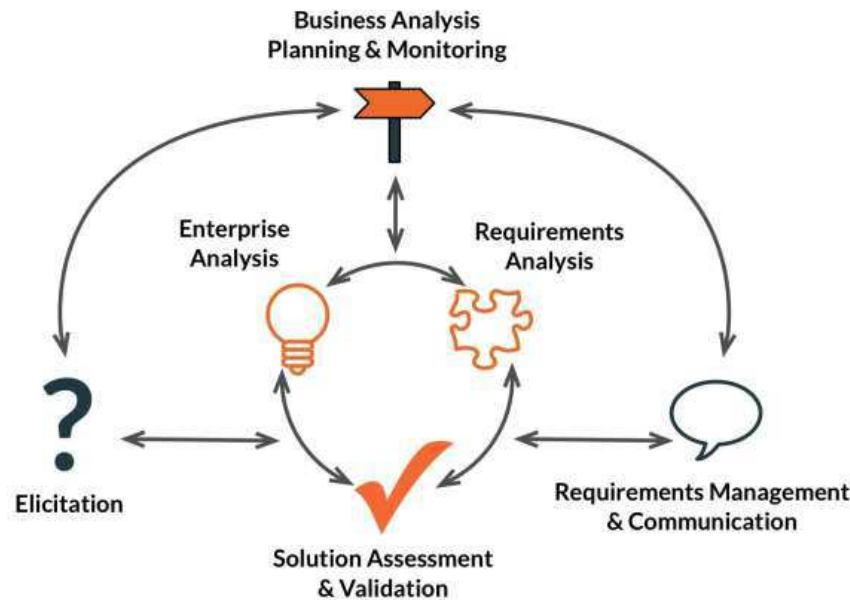 Business Analysis
Planning & Monitoring
Enterprise
Analysis
Requirements
Analysis
?
Elicitation
Requirements Management
& Communication
Solution Assessment
& Validation